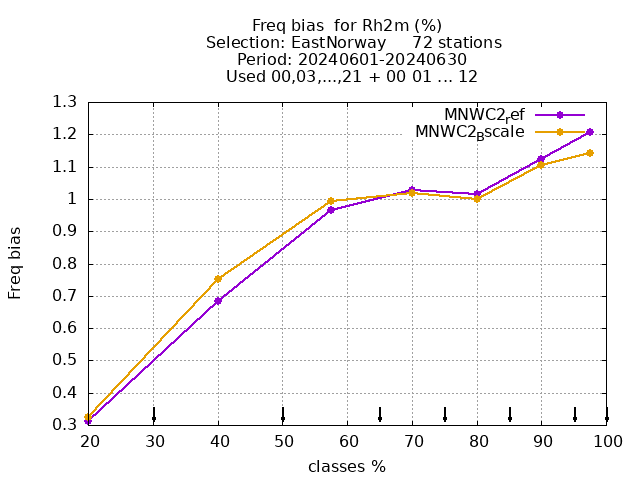 Freq bias  for Rh2m (%)
Selection: EastNorway     72 stations
Period: 20240601-20240630
Used 00,03,...,21 + 00 01 ... 12
MNWC2ref
MNWC2Bscale
1.3
1.2
1.1
1
0.9
0.8
0.7
0.6
0.5
0.4
0.3
Freq bias
20 30 40 50 60 70 80 90 100
classes %